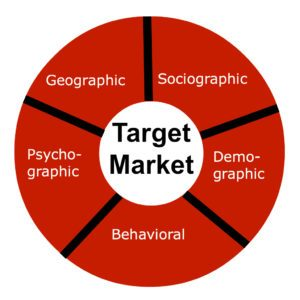 Geographic
Sociographic
Target
Market
Psycho-
graphic
Demo-
graphic
Behavioral